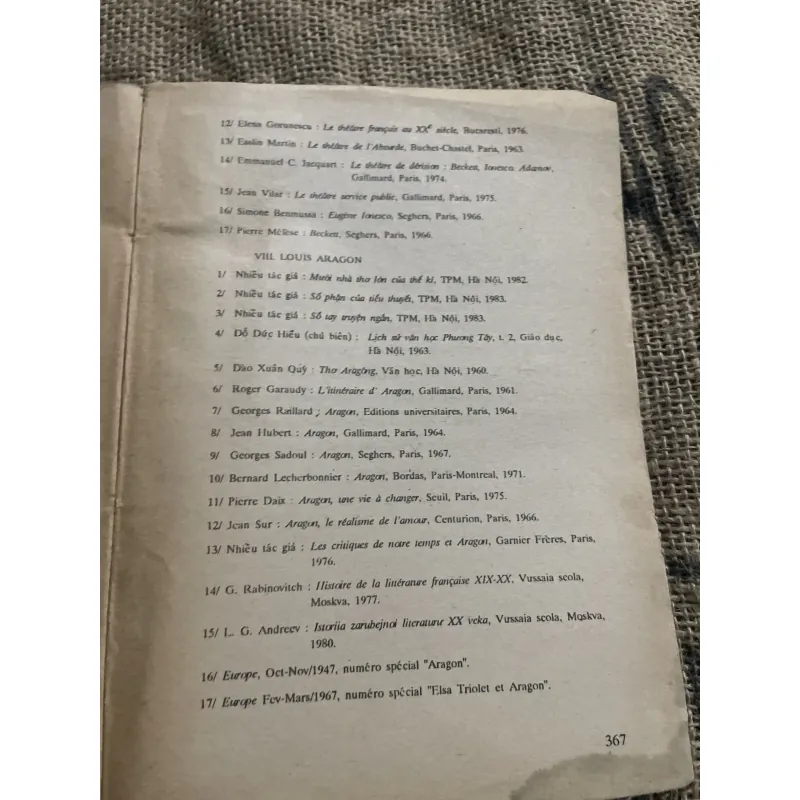 12/ Elena Gorunescu : Le théâtre français au XXe siècle, Bucaresti, 1976.
13/ Esslin Martin : Le théâtre de l'Absurde, Buchet-Chastel, Paris, 1963.
14/ Emmanuel C. Jacquart : Le théâtre de dérision : Beckett, Ionesco, Adamov,
Gallimard, Paris, 1974.
15/ Jean Vilar : Le théâtre service public, Gallimard, Paris, 1975.
16/ Simone Benmussa : Eugène Ionesco, Seghers, Paris, 1966.
17/ Pierre Mélèse : Beckett, Seghers, Paris, 1966.
VIII. LOUIS ARAGON
1/ Nhiều tác giả : Mười nhà thơ lớn của thế kỉ, TPM, Hà Nội, 1982.
2/ Nhiều tác giả : Số phận của tiểu thuyết, TPM, Hà Nội, 1983.
3/ Nhiều tác giả : Sổ tay truyện ngắn, TPM, Hà Nội, 1983.
4/ Đỗ Đức Hiểu (chủ biên) : Lịch sử văn học Phương Tây, t. 2, Giáo dục,
Hà Nội, 1963.
5/ Đào Xuân Quý : Thơ Aragông, Văn học, Hà Nội, 1960.
6/ Roger Garaudy : L'itinéraire d' Aragon, Gallimard, Paris, 1961.
7/ Georges Raillard ; Aragon, Editions universitaires, Paris, 1964.
8/ Jean Hubert : Aragon, Gallimard, Paris, 1964.
9/ Georges Sadoul : Aragon, Seghers, Paris, 1967.
10/ Bernard Lecherbonnier : Aragon, Bordas, Paris-Montreal, 1971.
11/ Pierre Daix : Aragon, une vie à changer, Seuil, Paris, 1975.
12/ Jean Sur : Aragon, le réalisme de l'amour, Centurion, Paris, 1966.
13/ Nhiều tác giả : Les critiques de notre temps et Aragon, Garnier Frères, Paris,
1976.
14/ G. Rabinovitch : Histoire de la littérature française XIX-XX, Vussaia scola,
Moskva, 1977.
15/ L. G. Andreev : Istoriia zarubejnoi literature XX veka, Vussaia scola, Moskva,
1980.
16/ Europe, Oct-Nov/1947, numéro spécial "Aragon".
17/ Europe Fev-Mars/1967, numéro spécial "Elsa Triolet et Aragon".
367